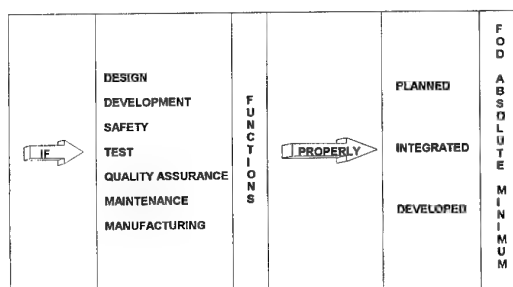 IF
DESIGN
DEVELOPMENT
SAFETY
TEST
QUALITY ASSURANCE
MAINTENANCE
MANUFACTURING
FUNCTIONS
PROPERLY
PLANNED
INTEGRATED
DEVELOPED
FOD ABSOLUTE MINIMUM